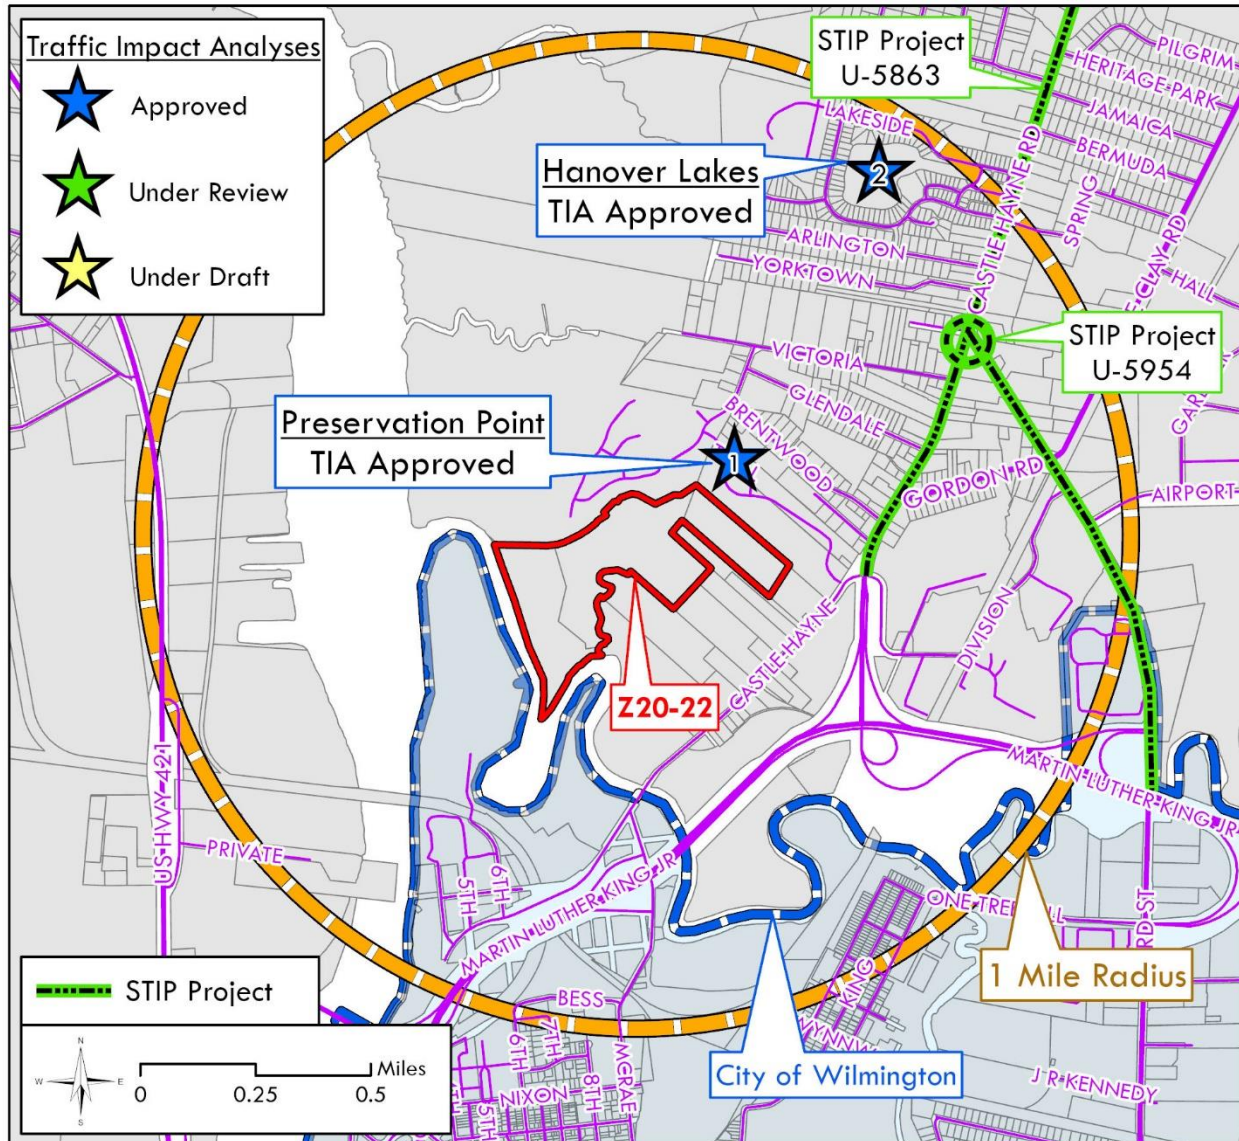 Traffic Impact Analyses
Approved
Under Review
Under Draft
STIP Project
U-5863
PILGRIM
HERITAGE PARK
JAMAICA
BERMUDA
LAKESIDE
CASTLE HAYNE RD
SPRING
Hanover Lakes
TIA Approved
2
ARLINGTON
YORKTOWN
HALL
E CLAY RD
STIP Project
U-5954
VICTORIA
GLENDALE
BRENTWOOD
Preservation Point
TIA Approved
1
GORDON RD
AIRPORT
DIVISION
CASTLE HAYNE
Z20-22
US HWY 421
MARTIN LUTHER KING JR
PRIVATE
5TH
6TH
MARTIN LUTHER KING JR
ONE TREE
RD ST
1 Mile Radius
KING
STIP Project
BESS
MCRAE
City of Wilmington
J R KENNEDY
N
W
E
S
0
0.25
0.5
Miles
6TH
7TH
8TH
5TH
NIXON